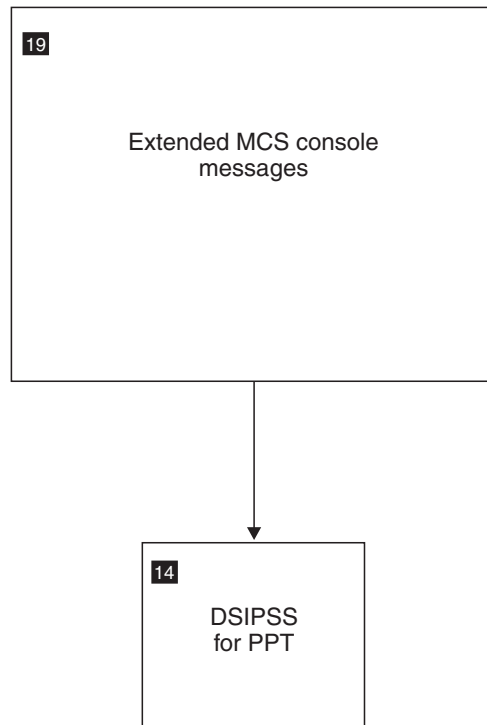 19
Extended MCS console
messages
14
DSIPSS
for PPT